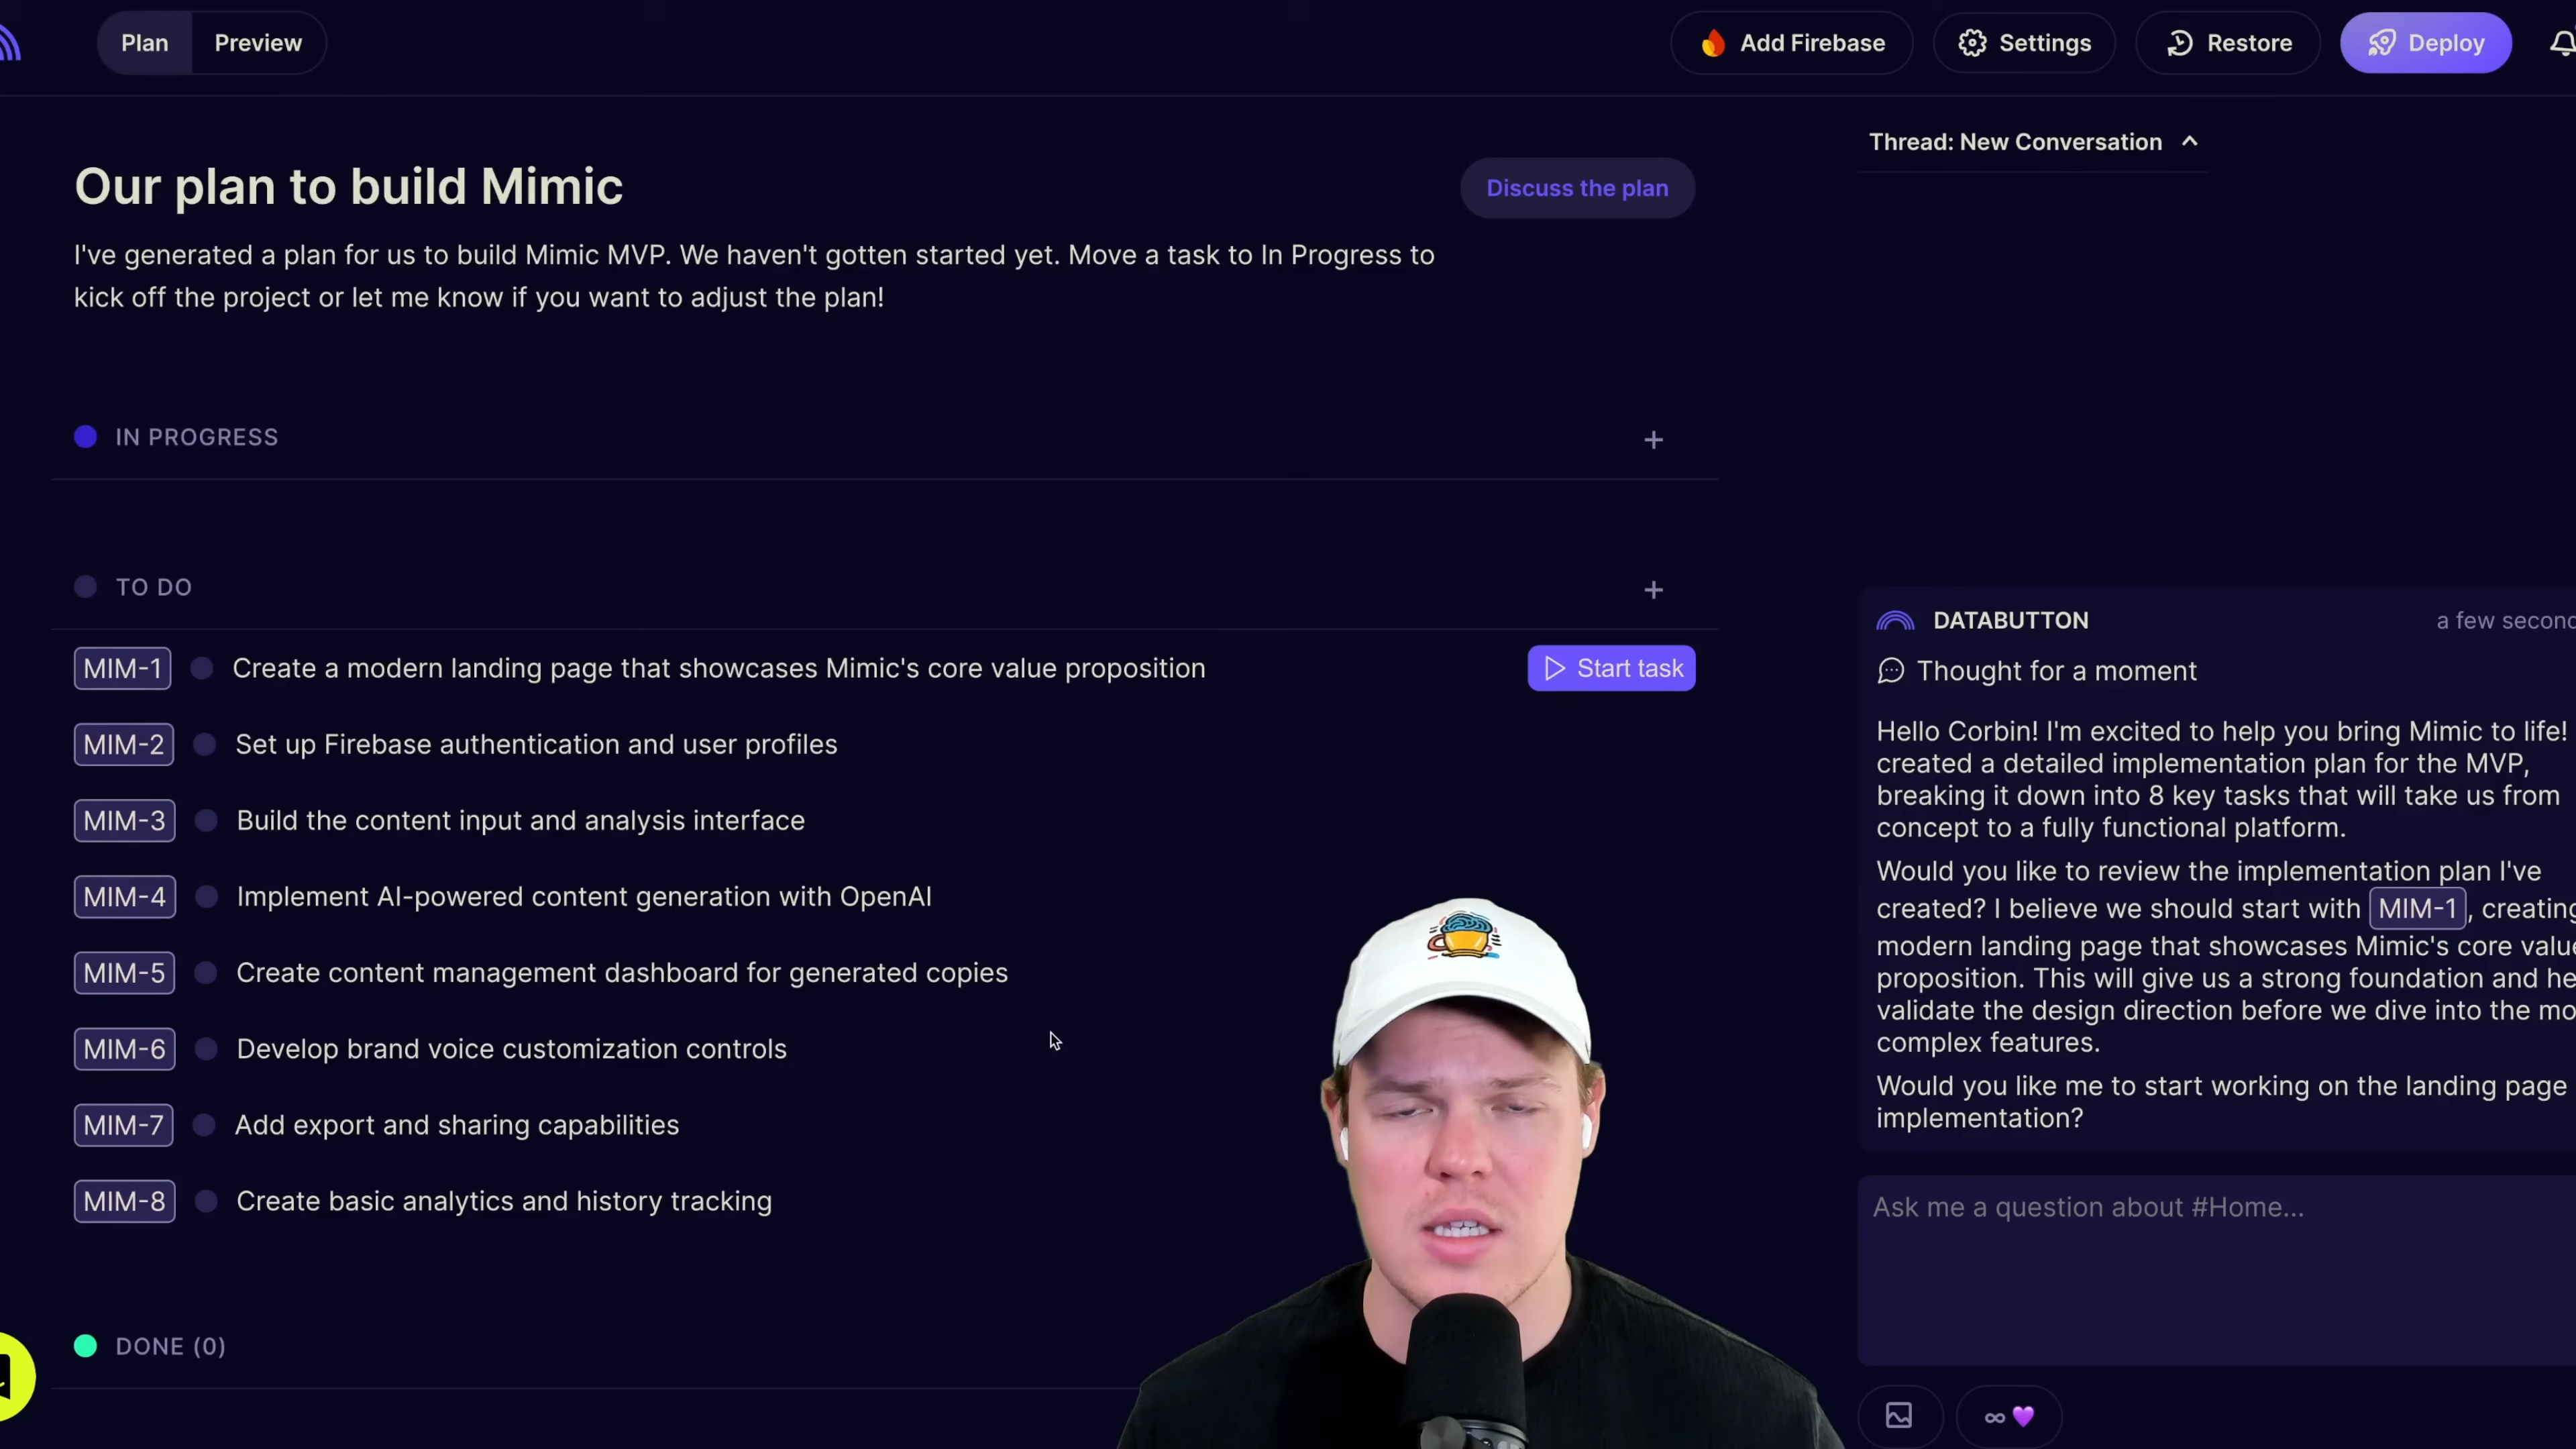 Plan
Preview
Add Firebase
Settings
Restore
Deploy
Our plan to build Mimic
Discuss the plan
I've generated a plan for us to build Mimic MVP. We haven't gotten started yet. Move a task to In Progress to
kick off the project or let me know if you want to adjust the plan!
IN PROGRESS
TO DO
MIM-1 Create a modern landing page that showcases Mimic's core value proposition
Start task
MIM-2 Set up Firebase authentication and user profiles
MIM-3 Build the content input and analysis interface
MIM-4 Implement AI-powered content generation with OpenAI
MIM-5 Create content management dashboard for generated copies
MIM-6 Develop brand voice customization controls
MIM-7 Add export and sharing capabilities
MIM-8 Create basic analytics and history tracking
DONE (0)
Thread: New Conversation
DATABUTTON
a few
Thought for a moment
Hello Corbin! I'm excited to help you bring Mimic to life!
created a detailed implementation plan for the MVP,
breaking it down into 8 key tasks that will take us from
concept to a fully functional platform.
Would you like to review the implementation plan I've
created? I believe we should start with MIM-1, creating
modern landing page that showcases Mimic's core value
proposition. This will give us a strong foundation and
validate the design direction before we dive into the
complex features.
Would you like me to start working on the landing page
implementation?
Ask me a question about #Home...